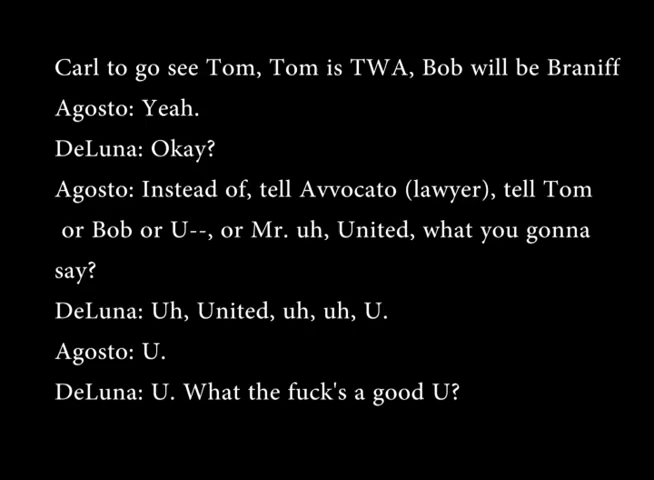 Carl to go see Tom, Tom is TWA, Bob will be Braniff
Agosto: Yeah.
DeLuna: Okay?
Agosto: Instead of, tell Avvocato (lawyer), tell Tom
or Bob or U--, or Mr. uh, United, what you gonna
say?
DeLuna: Uh, United, uh, uh, U.
Agosto: U.
DeLuna: U. What the fuck's a good U?